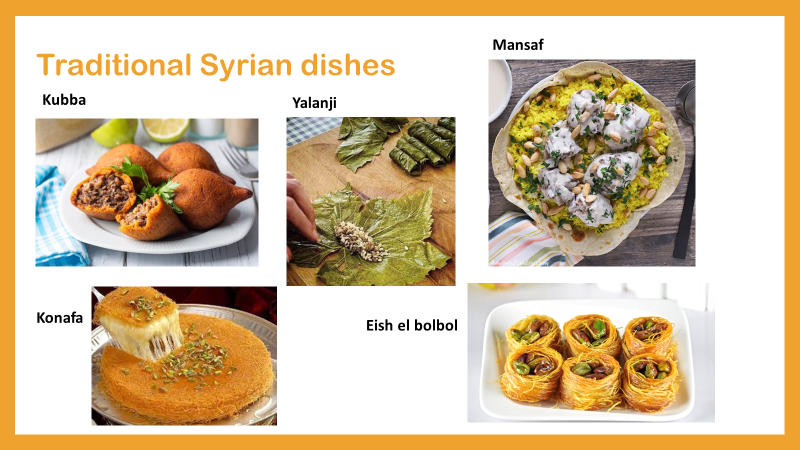 Traditional Syrian dishes
Kubba
Yalanji
Mansaf
Konafa
Eish el bolbol